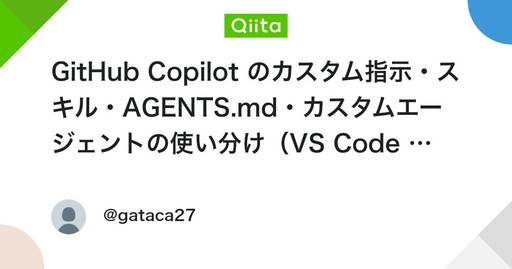 Qiita
GitHub Copilot のカスタム指示・ス
キル・AGENTS.md・カスタムエー
ジェントの使い分け（VS Code …
@gataca27